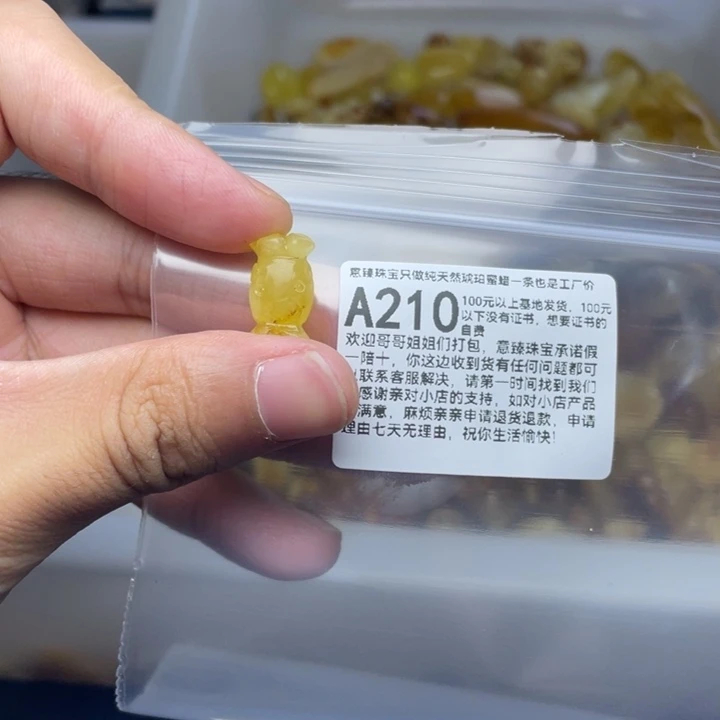 意臻珠宝只做纯天然琥珀蜜蜡一条也是工厂价
A210
100元以上基地发货，100元
以下没有证书，想要证书的
自费
欢迎哥哥姐姐们打包，意臻珠宝承诺假
一赔十，你这边收到货有任何问题都可
联系客服解决，请第一时间找到我们
感谢亲对小店的支持，如对小店产品
满意，麻烦亲亲申请退货退款，申请
理由七天无理由，祝你生活愉快！